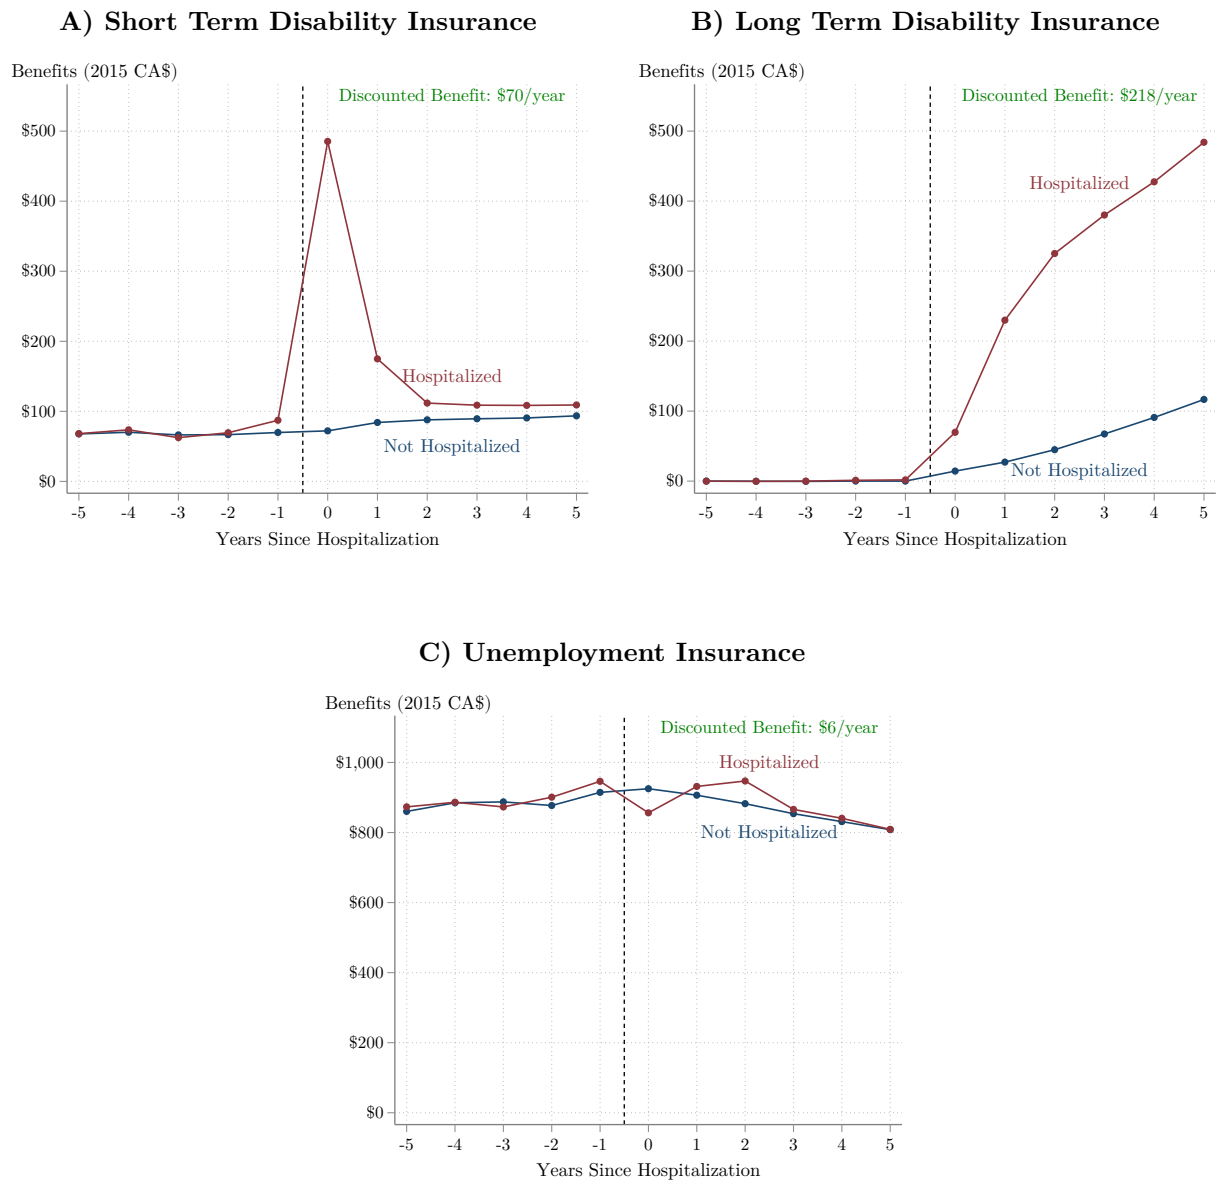 A) Short Term Disability Insurance
Benefits (2015 CA$)
Discounted Benefit: $70/year
$500
$400
$300
$200
$100
$0
Hospitalized
Not Hospitalized
-5 -4 -3 -2 -1 0 1 2 3 4 5
Years Since Hospitalization
B) Long Term Disability Insurance
Benefits (2015 CA$)
Discounted Benefit: $218/year
$500
$400
$300
$200
$100
$0
Hospitalized
Not Hospitalized
-5 -4 -3 -2 -1 0 1 2 3 4 5
Years Since Hospitalization
C) Unemployment Insurance
Benefits (2015 CA$)
Discounted Benefit: $6/year
$1,000
$800
$600
$400
$200
$0
Hospitalized
Not Hospitalized
-5 -4 -3 -2 -1 0 1 2 3 4 5
Years Since Hospitalization